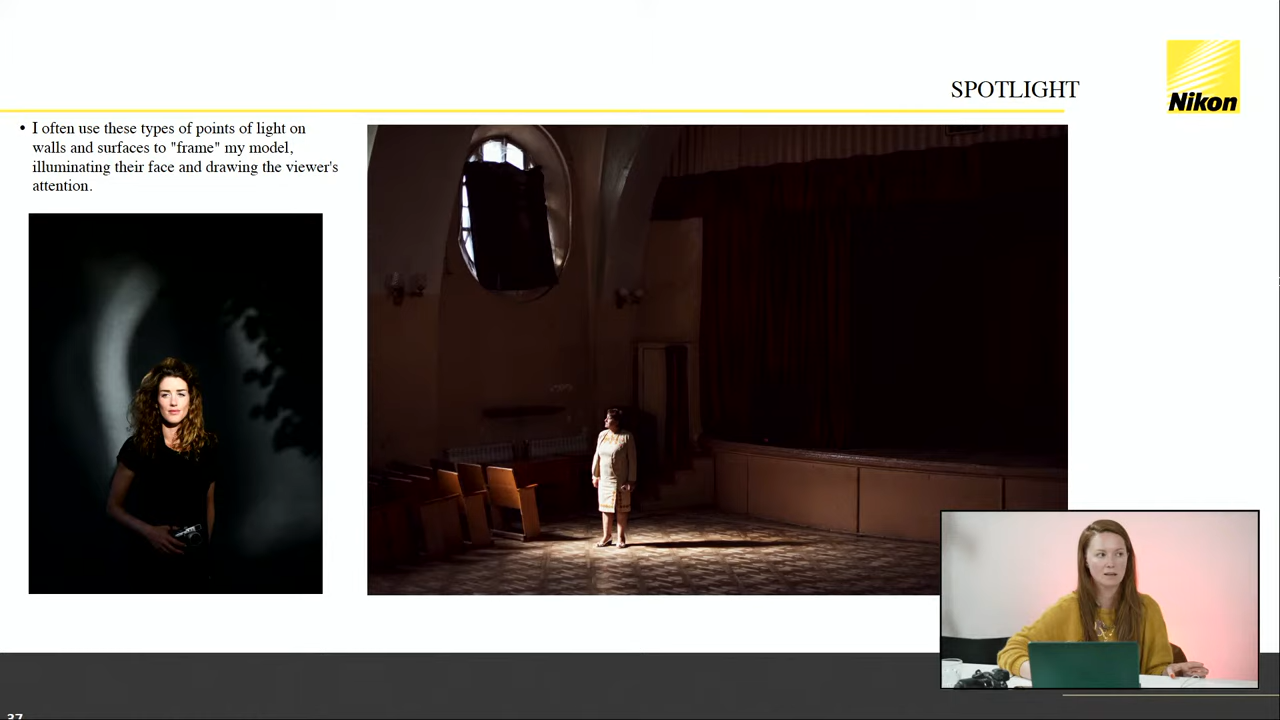 SPOTLIGHT
Nikon
• I often use these types of points of light on
walls and surfaces to "frame" my model,
illuminating their face and drawing the viewer's
attention.
37